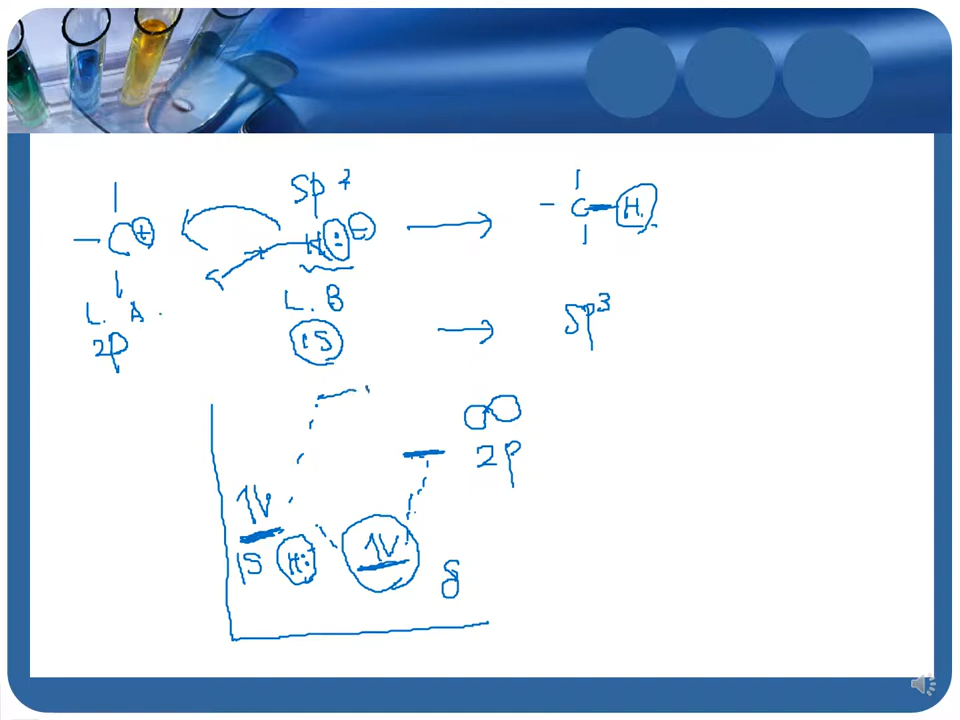 Sp²
C + H : − → − C − H
L. A. L. B
2p 1s → sp³
2p
1s H: